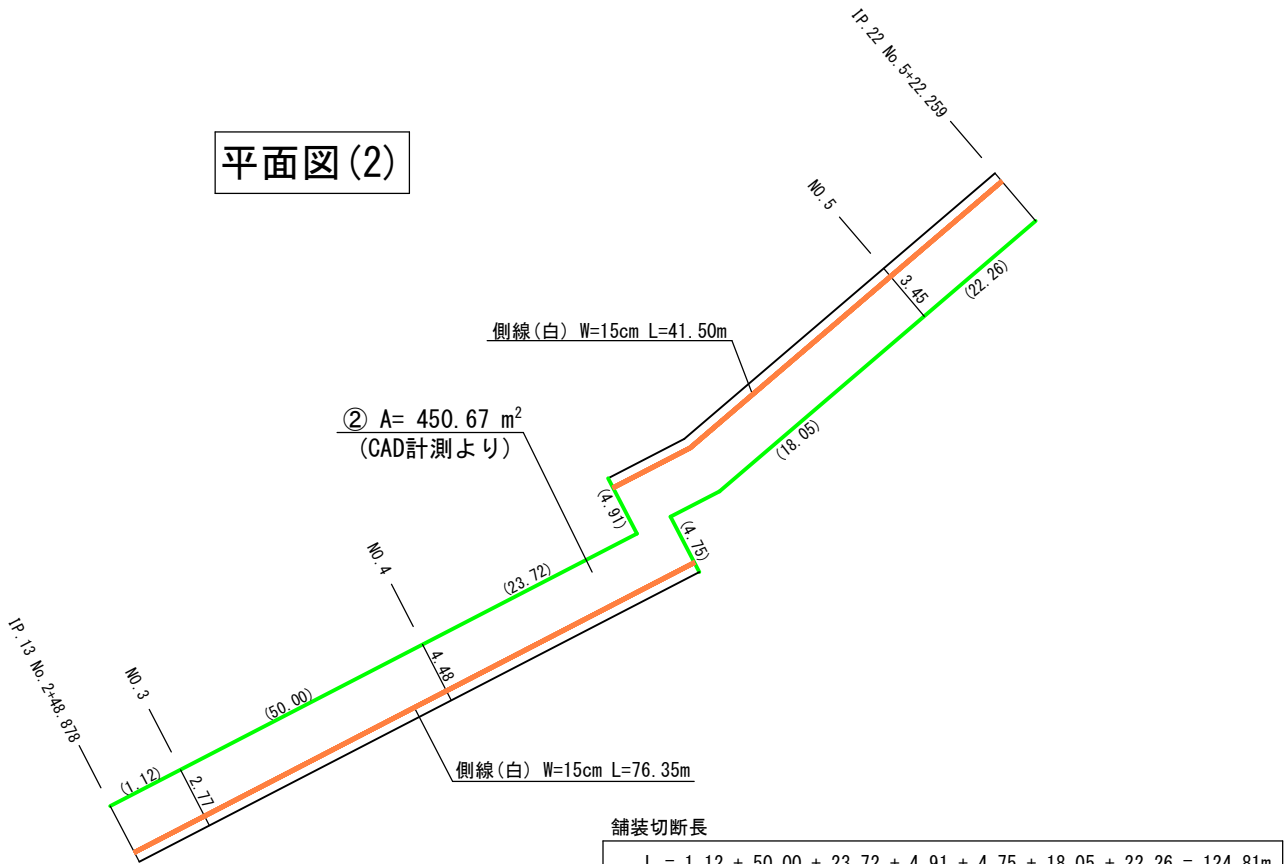 平面図(2)
IP.22 No.5+22.259
NO.5
3.45
(22.26)
側線(白) W=15cm L=41.50m
② A= 450.67 m²
(CAD計測より)
(18.05)
(4.91)
(4.75)
(23.72)
NO.4
4.48
(50.00)
IP.13 No.2+48.878
NO.3
(1.12)
2.77
側線(白) W=15cm L=76.35m
舗装切断長
L = 1.12 + 50.00 + 23.72 + 4.91 + 4.75 + 18.05 + 22.26 = 124.81m